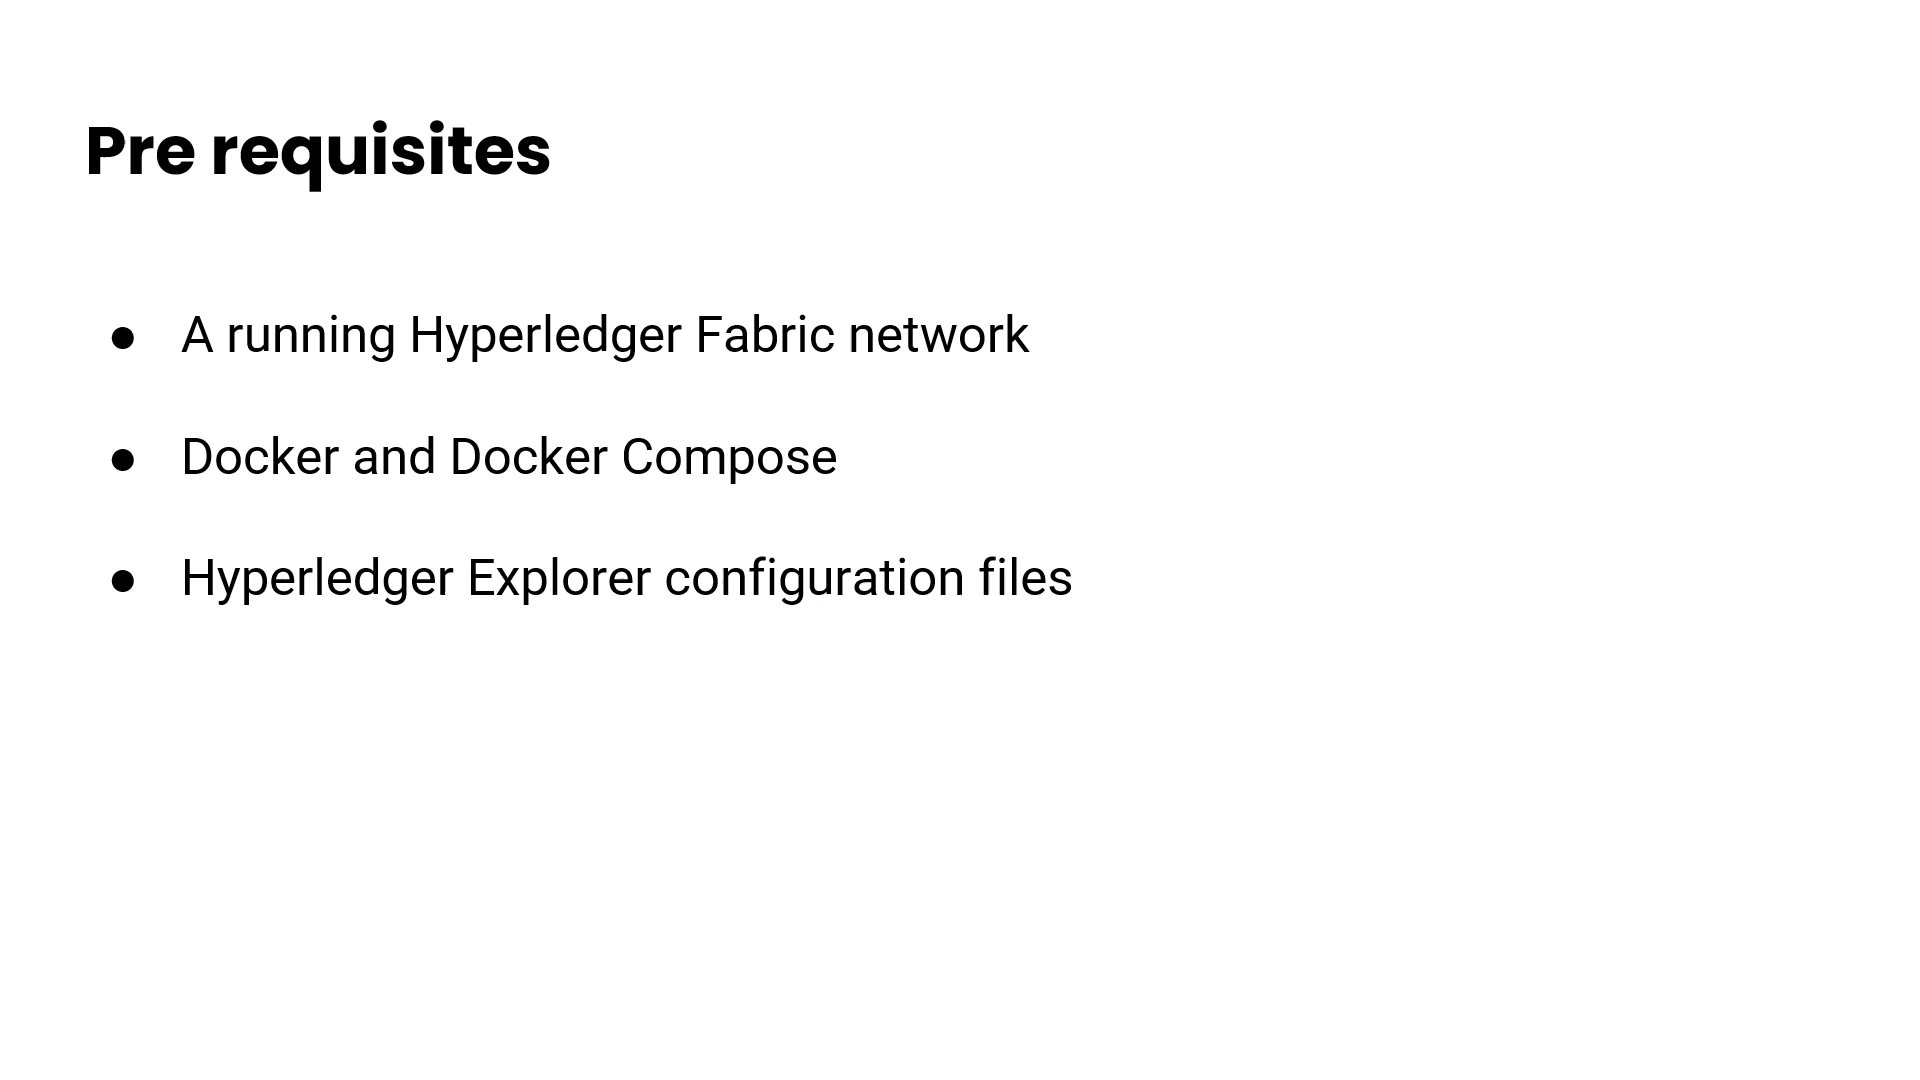 Pre requisites
● A running Hyperledger Fabric network
● Docker and Docker Compose
● Hyperledger Explorer configuration files